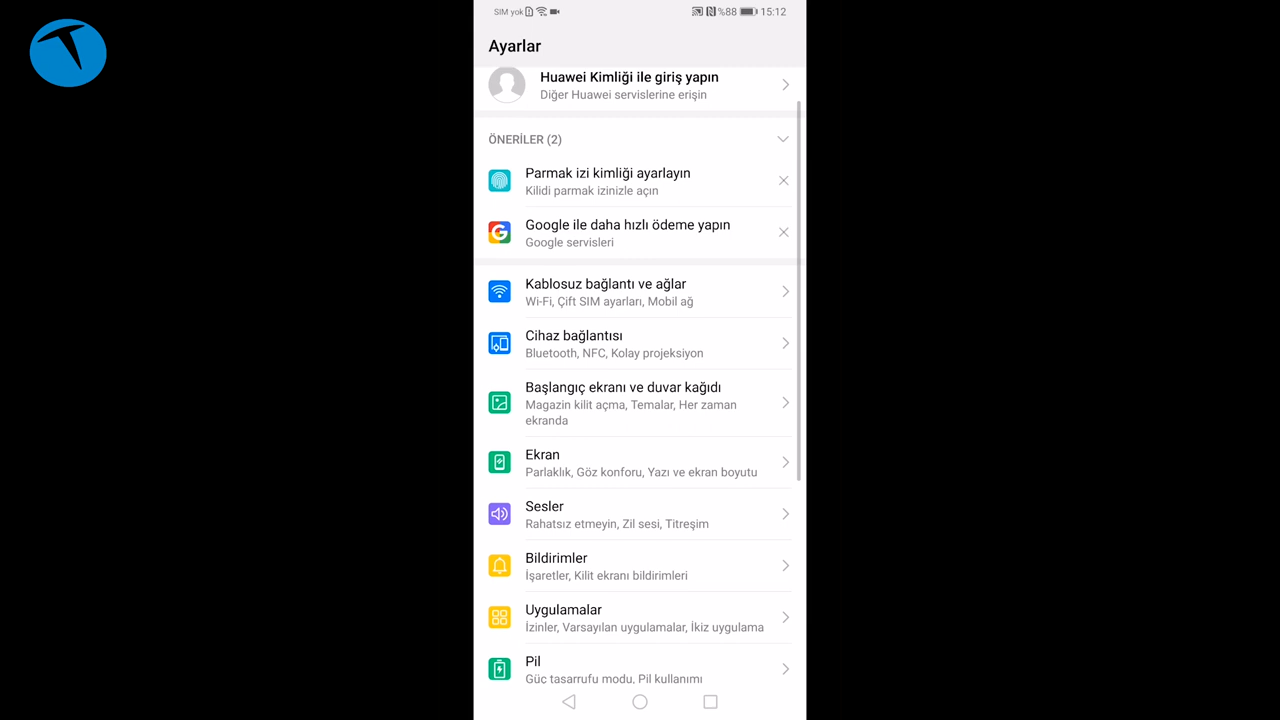 SIM yok
%88
15:12
Ayarlar
Huawei Kimliği ile giriş yapın
Diğer Huawei servislerine erişin
ÖNERİLER (2)
Parmak izi kimliği ayarlayın
Kilidi parmak izinizle açın
Google ile daha hızlı ödeme yapın
Google servisleri
Kablosuz bağlantı ve ağlar
Wi-Fi, Çift SIM ayarları, Mobil ağ
Cihaz bağlantısı
Bluetooth, NFC, Kolay projeksiyon
Başlangıç ekranı ve duvar kağıdı
Magazin kilit açma, Temalar, Her zaman
ekranda
Ekran
Parlaklık, Göz konforu, Yazı ve ekran boyutu
Sesler
Rahatsız etmeyin, Zil sesi, Titreşim
Bildirimler
İşaretler, Kilit ekranı bildirimleri
Uygulamalar
İzinler, Varsayılan uygulamalar, İkiz uygulama
Pil
Güç tasarrufu modu, Pil kullanımı